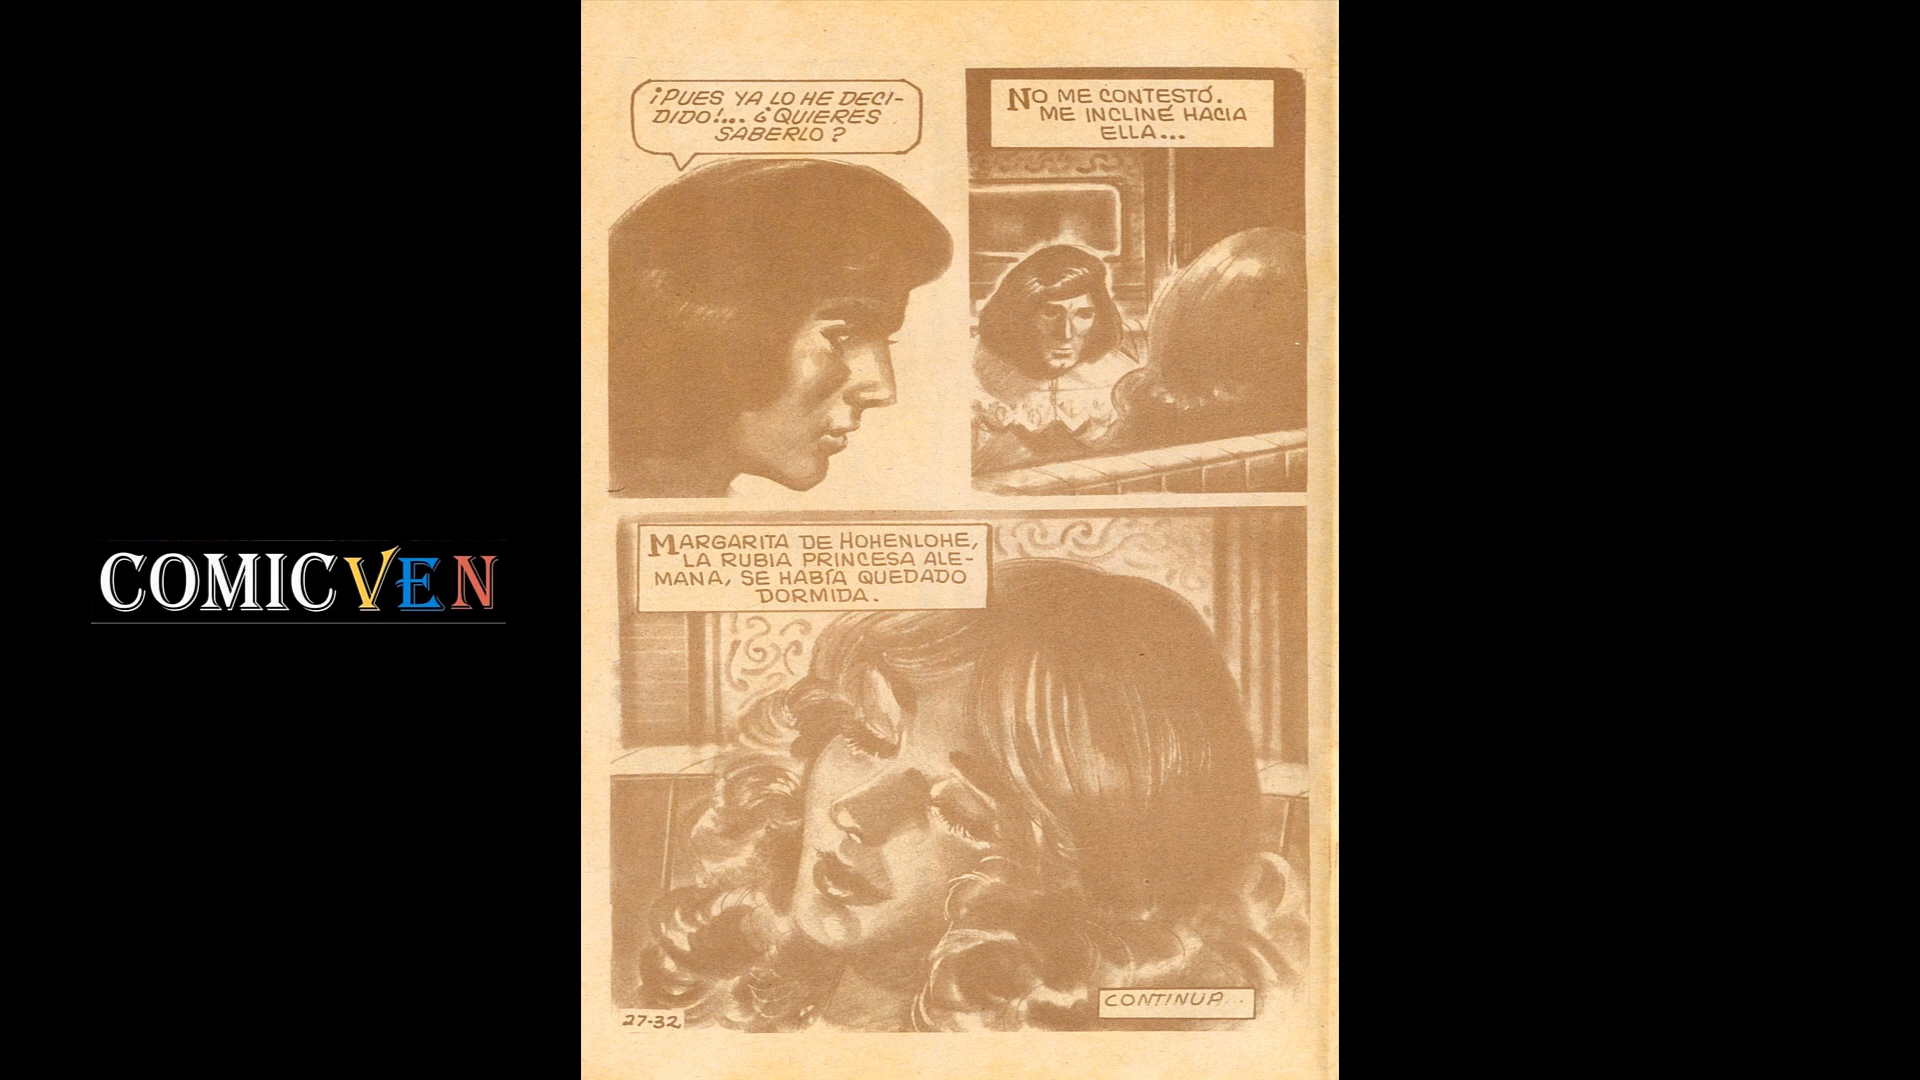 ¡PUES YA LO HE DECI-
DIDO!... ¿QUIERES
SABERLO?
NO ME CONTESTÓ.
ME INCLINÉ HACIA
ELLA...
MARGARITA DE HOHENLOHE,
LA RUBIA PRINCESA ALE-
MANA, SE HABÍA QUEDADO
DORMIDA.
CONTINUA...
27-32
COMICVEN